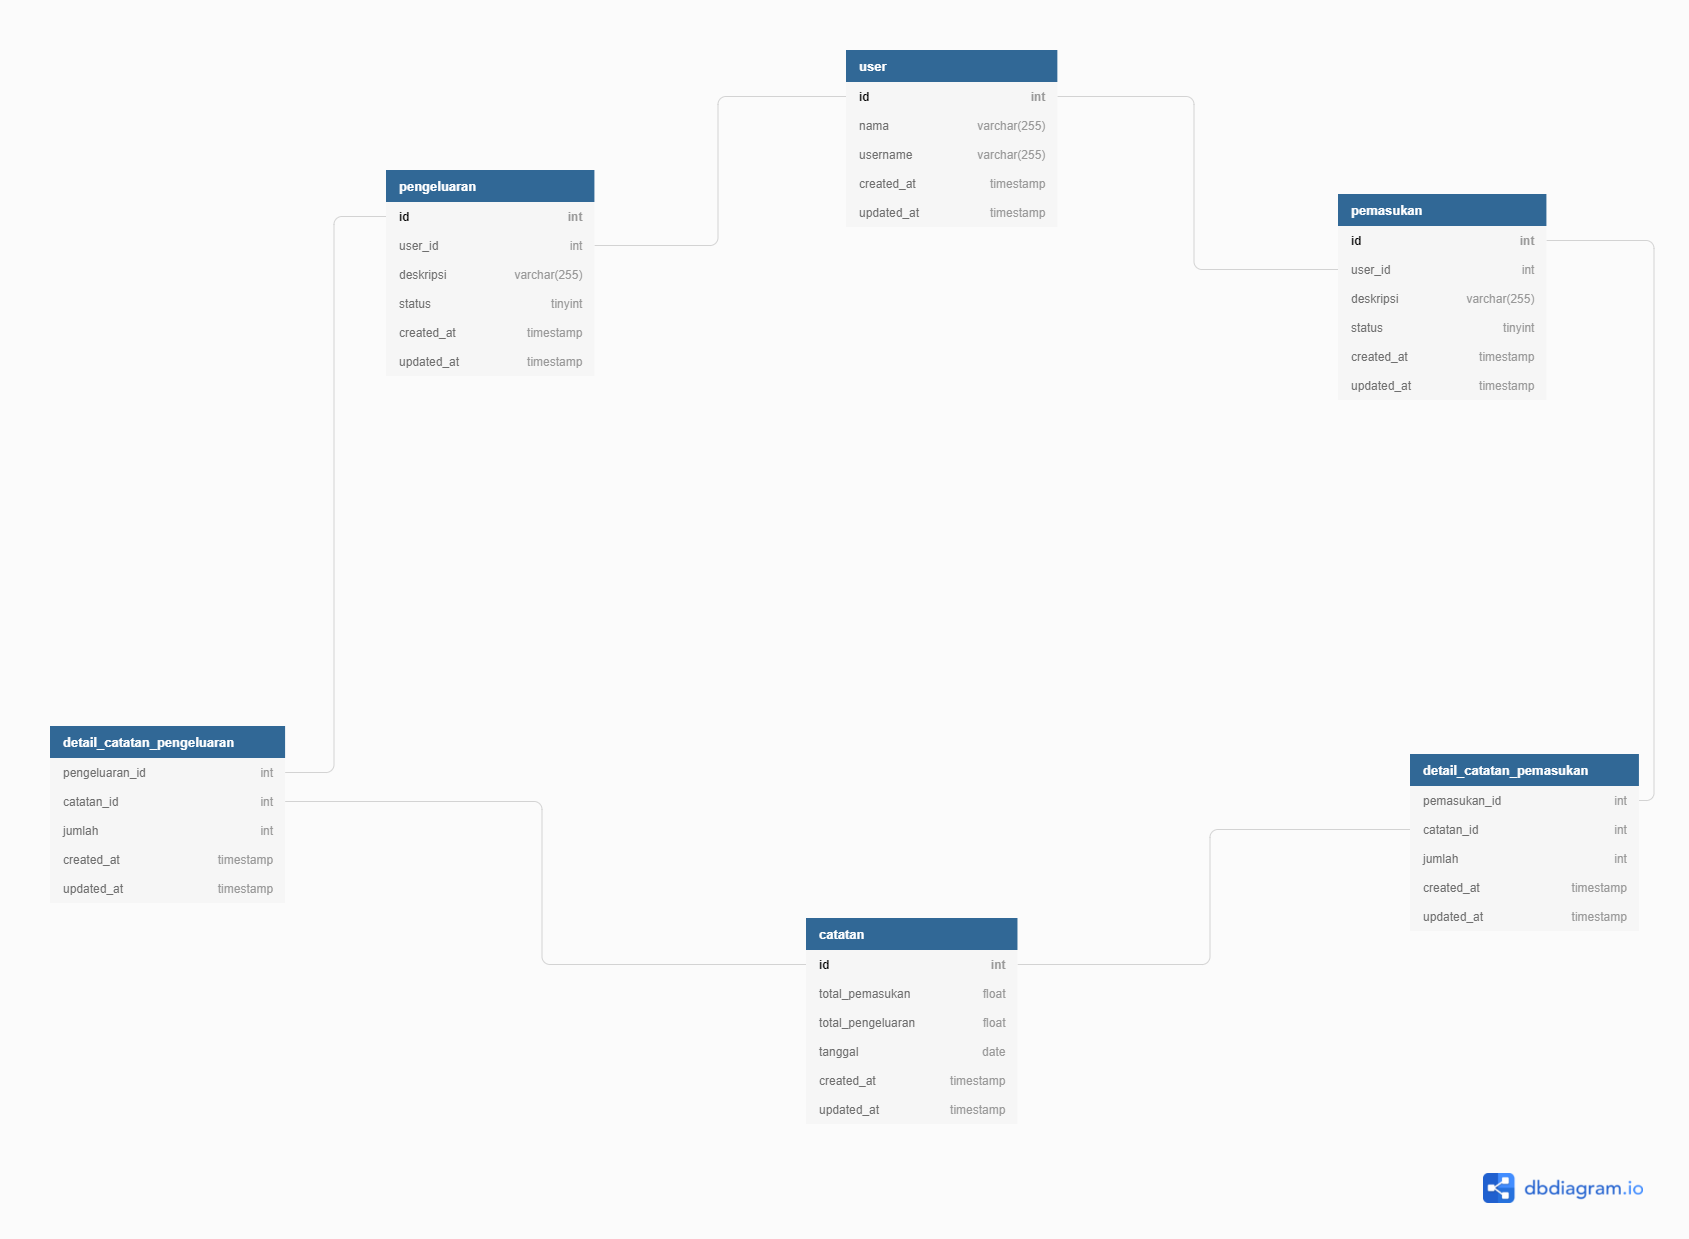 user
id int
nama varchar(255)
username varchar(255)
created_at timestamp
updated_at timestamp
pengeluaran
id int
user_id int
deskripsi varchar(255)
status tinyint
created_at timestamp
updated_at timestamp
pemasukan
id int
user_id int
deskripsi varchar(255)
status tinyint
created_at timestamp
updated_at timestamp
detail_catatan_pengeluaran
pengeluaran_id int
catatan_id int
jumlah int
created_at timestamp
updated_at timestamp
detail_catatan_pemasukan
pemasukan_id int
catatan_id int
jumlah int
created_at timestamp
updated_at timestamp
catatan
id int
total_pemasukan float
total_pengeluaran float
tanggal date
created_at timestamp
updated_at timestamp
dbdiagram.io